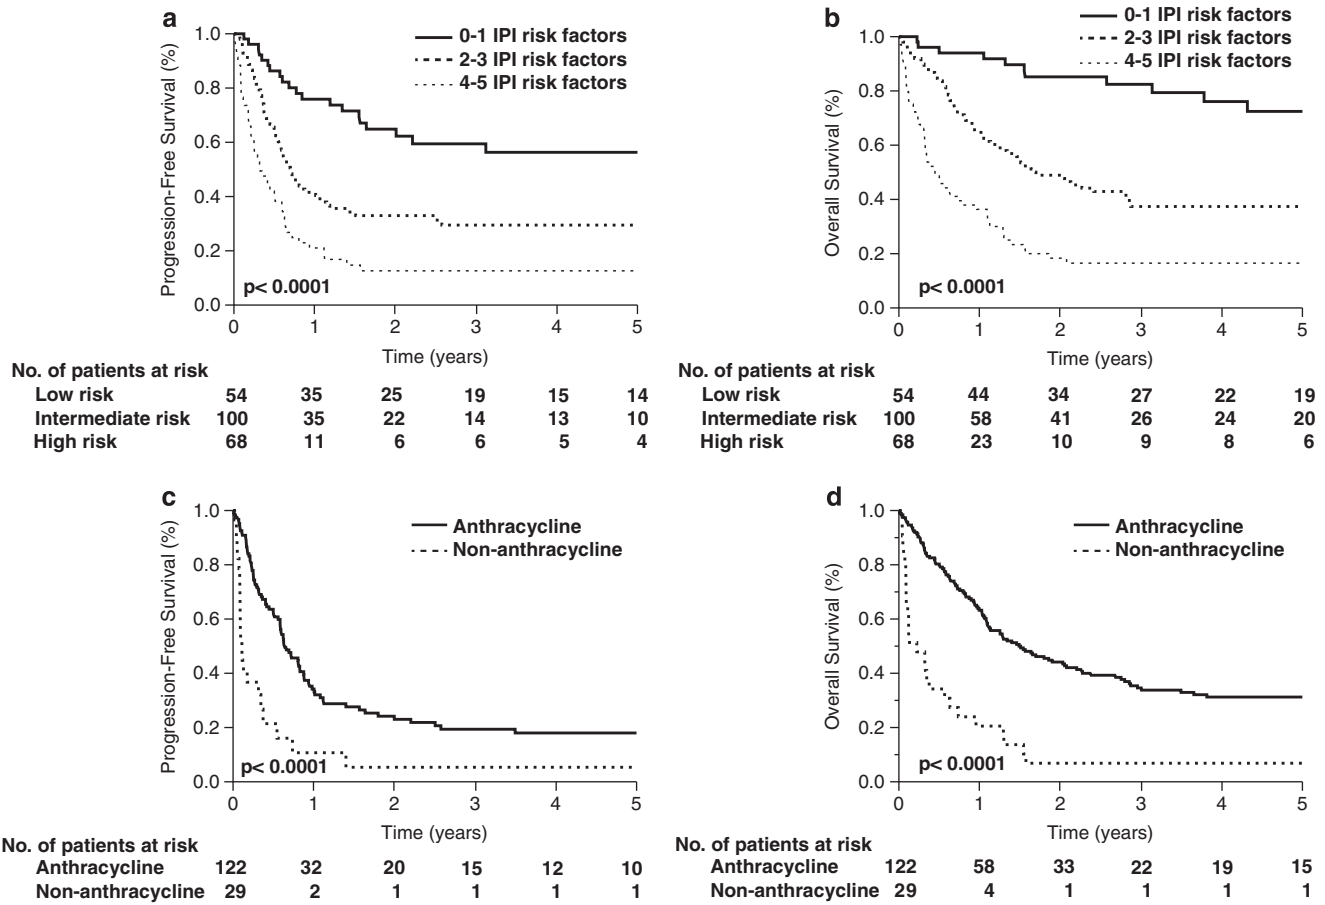 a
0-1 IPI risk factors
2-3 IPI risk factors
4-5 IPI risk factors
Progression-Free Survival (%)
1.0
0.8
0.6
0.4
0.2
0.0
p< 0.0001
0 1 2 3 4 5
Time (years)
No. of patients at risk
Low risk 54 35 25 19 15 14
Intermediate risk 100 35 22 14 13 10
High risk 68 11 6 6 5 4
b
0-1 IPI risk factors
2-3 IPI risk factors
4-5 IPI risk factors
Overall Survival (%)
1.0
0.8
0.6
0.4
0.2
0.0
p< 0.0001
0 1 2 3 4 5
Time (years)
No. of patients at risk
Low risk 54 44 34 27 22 19
Intermediate risk 100 58 41 26 24 20
High risk 68 23 10 9 8 6
c
Anthracycline
Non-anthracycline
Progression-Free Survival (%)
1.0
0.8
0.6
0.4
0.2
0.0
p< 0.0001
0 1 2 3 4 5
Time (years)
No. of patients at risk
Anthracycline 122 32 20 15 12 10
Non-anthracycline 29 2 1 1 1 1
d
Anthracycline
Non-anthracycline
Overall Survival (%)
1.0
0.8
0.6
0.4
0.2
0.0
p< 0.0001
0 1 2 3 4 5
Time (years)
No. of patients at risk
Anthracycline 122 58 33 22 19 15
Non-anthracycline 29 4 1 1 1 1